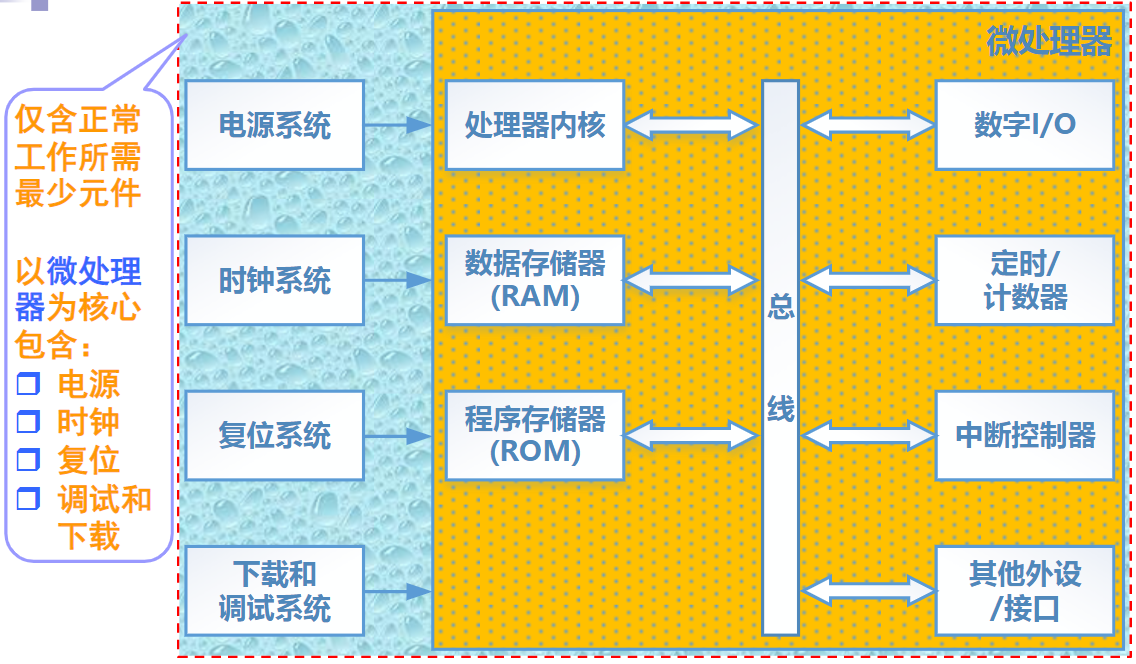 仅含正常
工作所需
最少元件
以微处理
器为核心
包含：
电源
时钟
复位
调试和
下载
微处理器
电源系统
处理器内核
数字I/O
时钟系统
数据存储器
(RAM)
定时/
计数器
总
线
复位系统
程序存储器
(ROM)
中断控制器
下载和
调试系统
其他外设
/接口